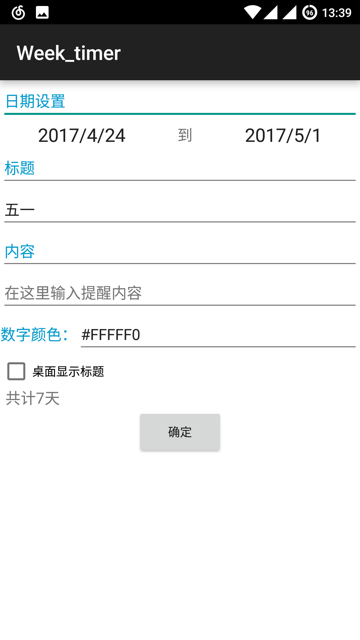 13:39
96
Week_timer
日期设置
2017/4/24 到 2017/5/1
标题
五一
内容
在这里输入提醒内容
数字颜色: #FFFFF0
桌面显示标题
共计7天
确定